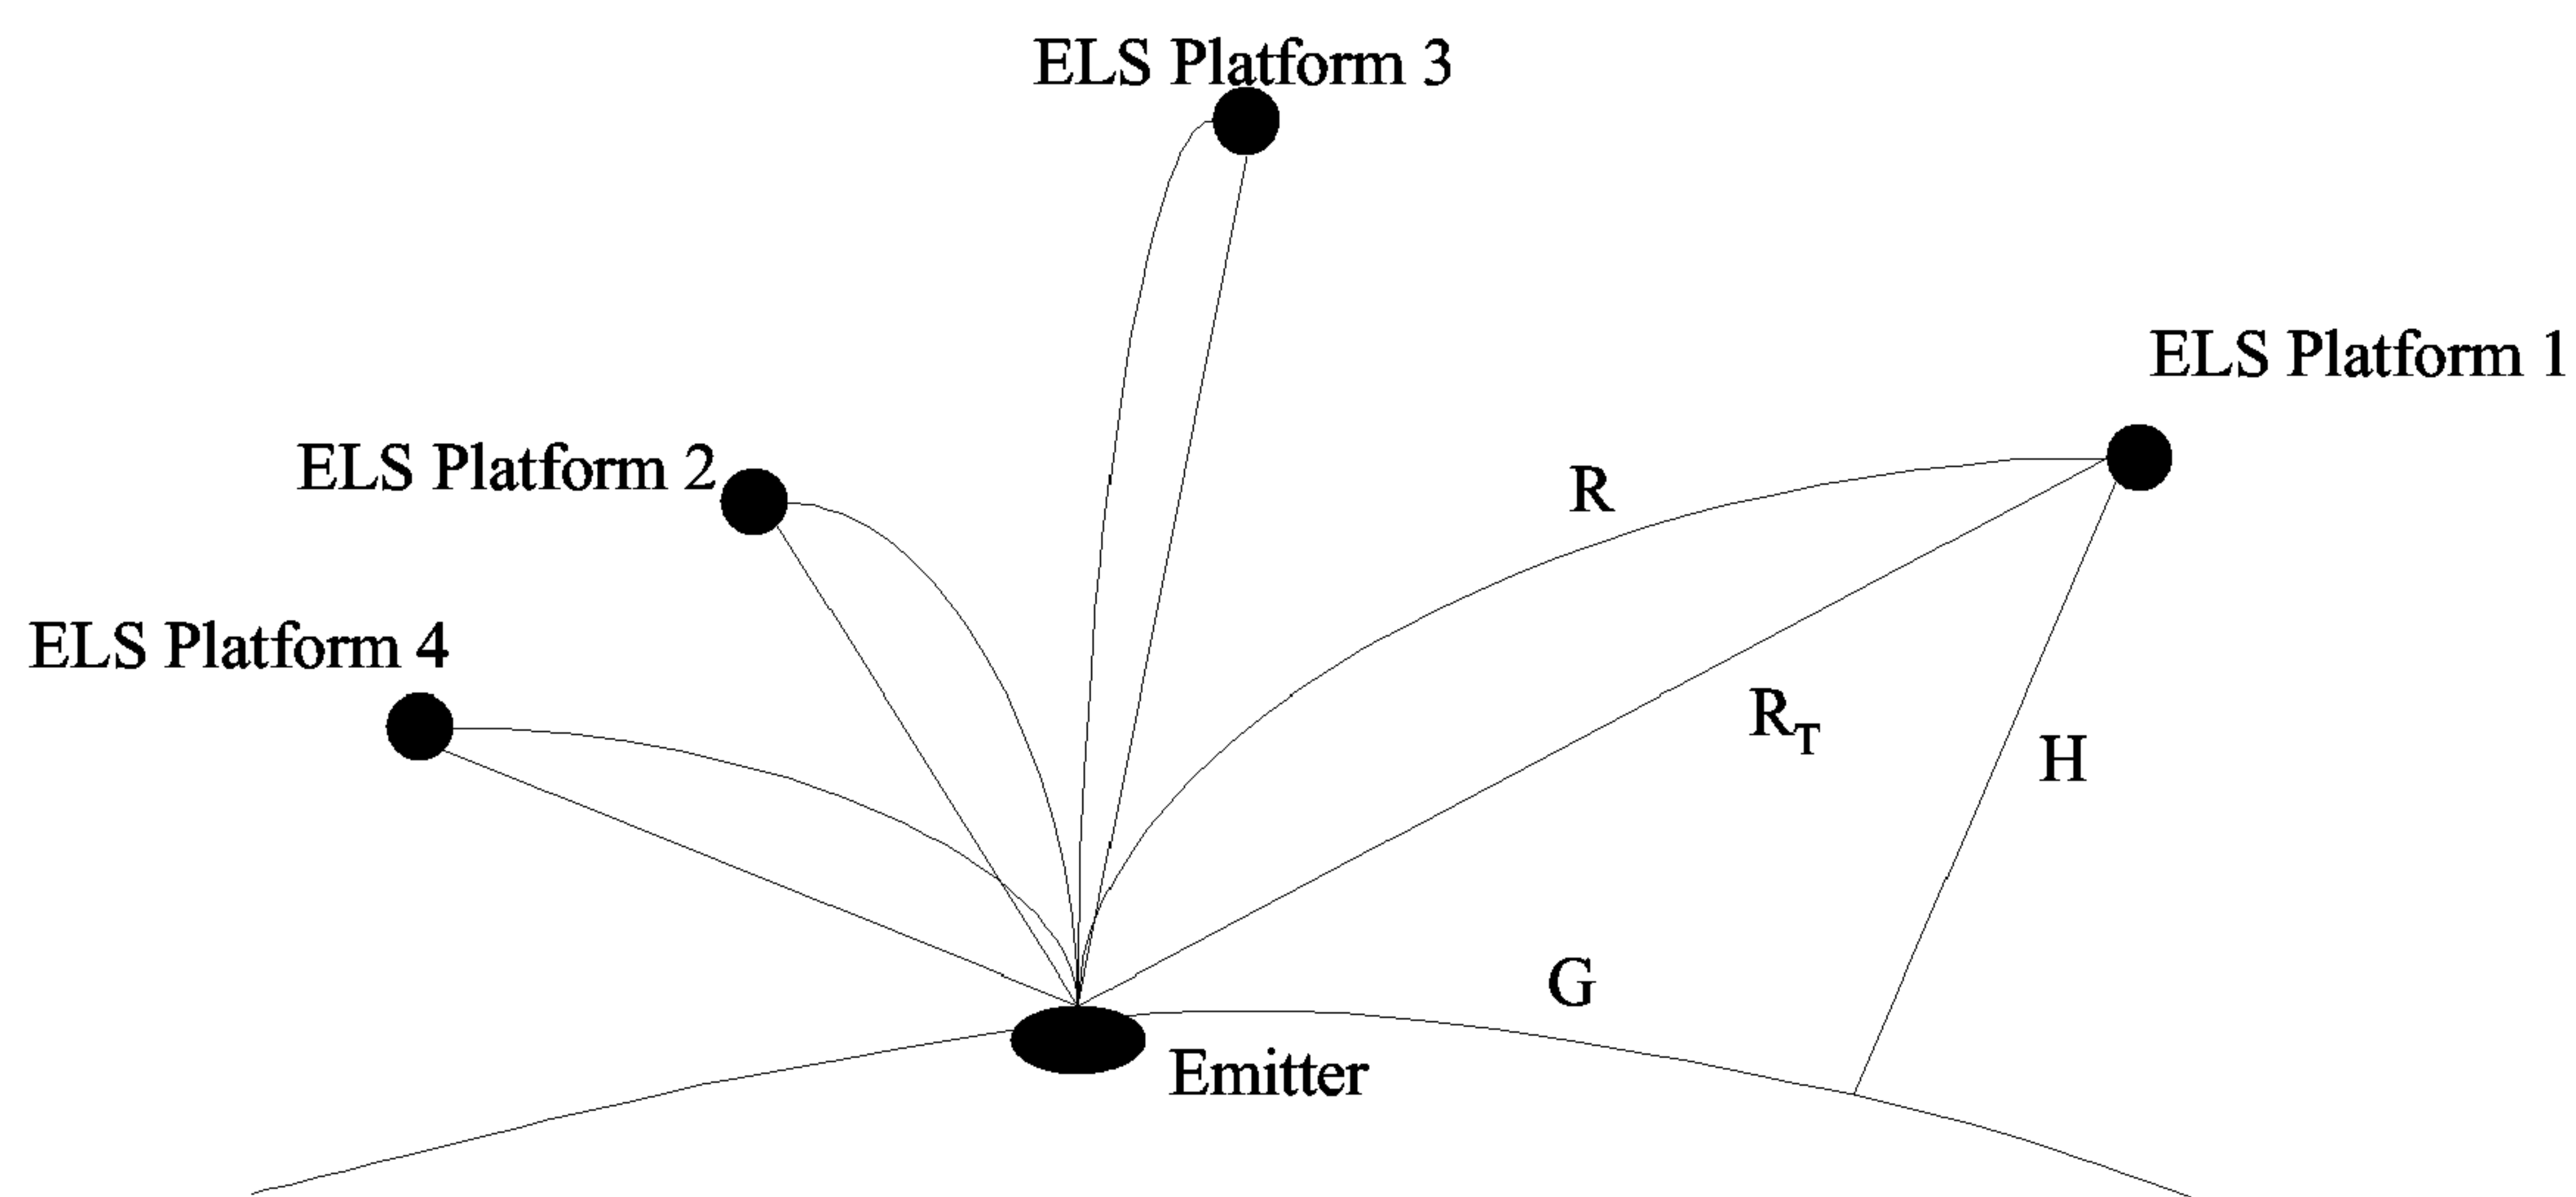 ELS Platform 3
ELS Platform 1
ELS Platform 2
R
ELS Platform 4
R_T
H
G
Emitter